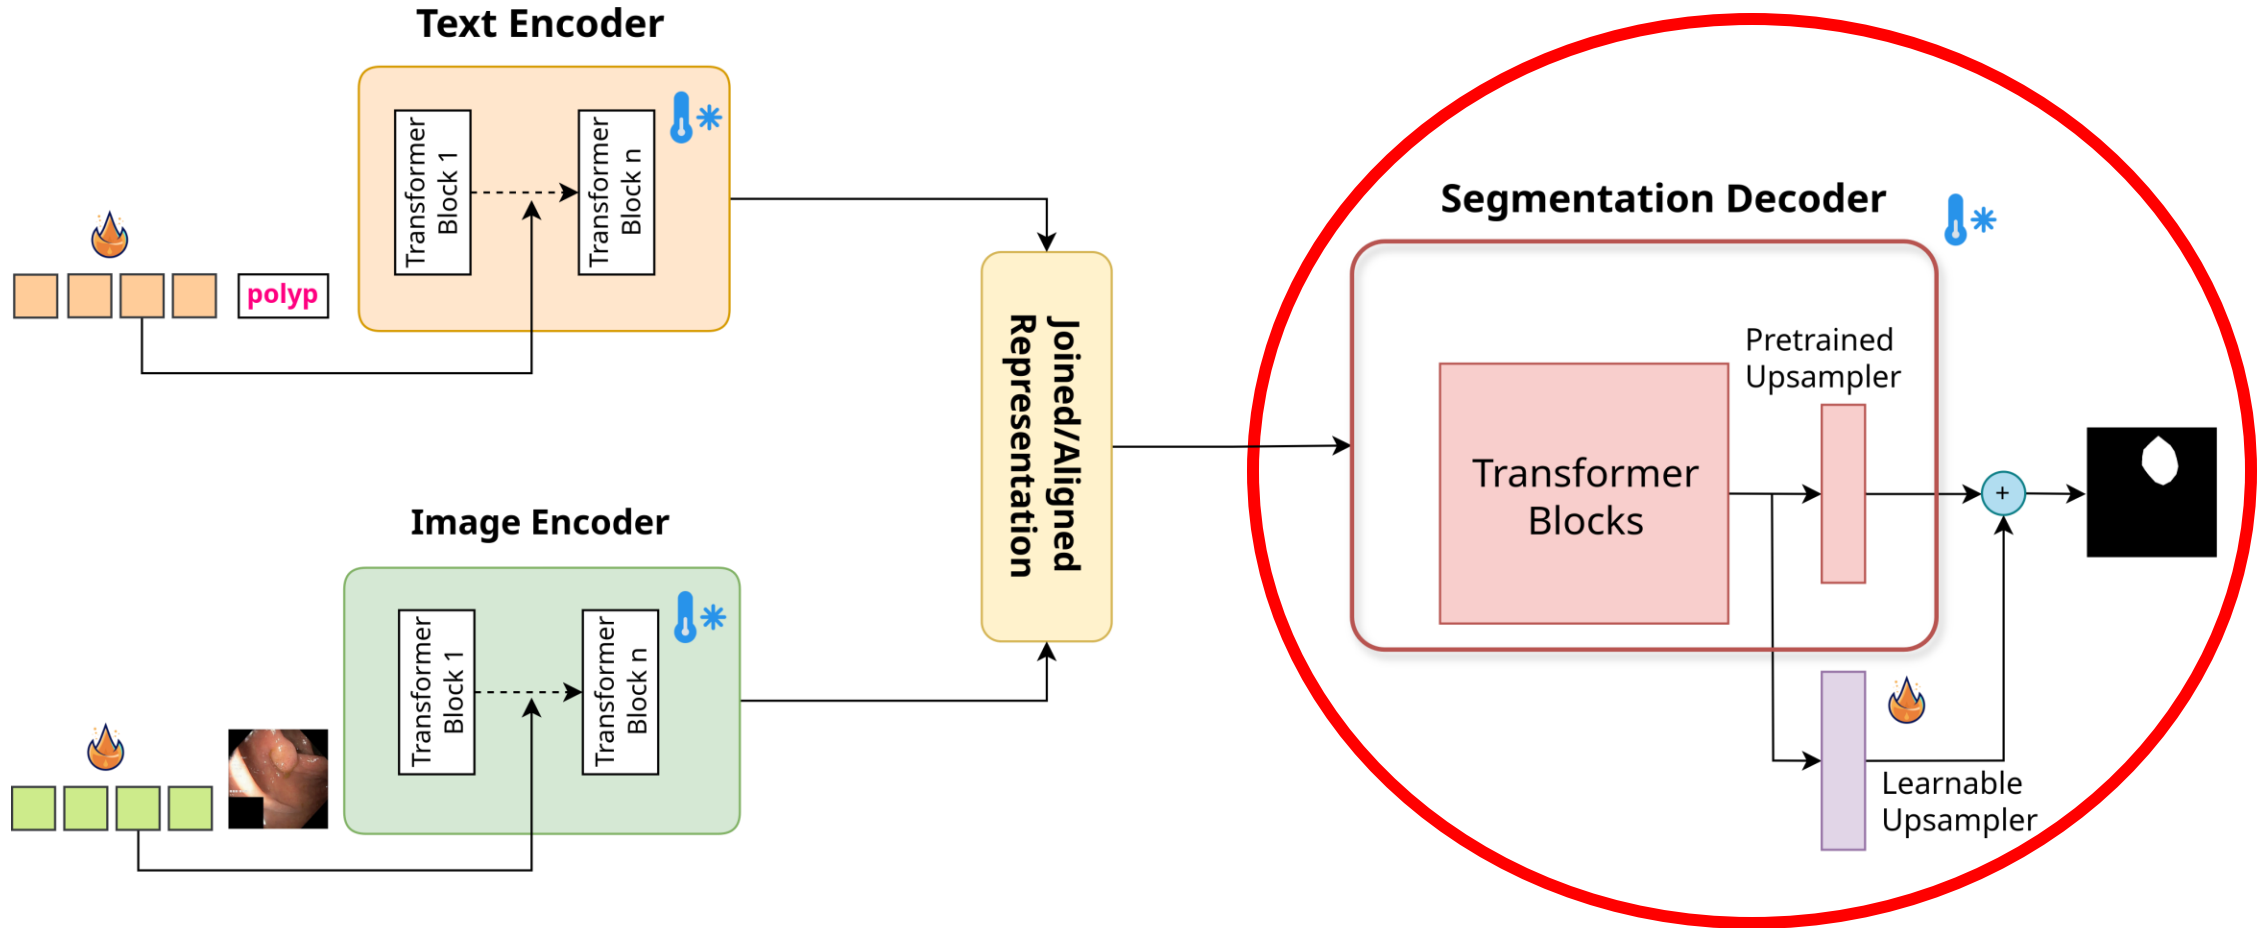 Text Encoder
Transformer
Block 1
Transformer
Block n
polyp
Image Encoder
Transformer
Block 1
Transformer
Block n
Joined/Aligned
Representation
Segmentation Decoder
Transformer
Blocks
Pretrained
Upsampler
+
Learnable
Upsampler